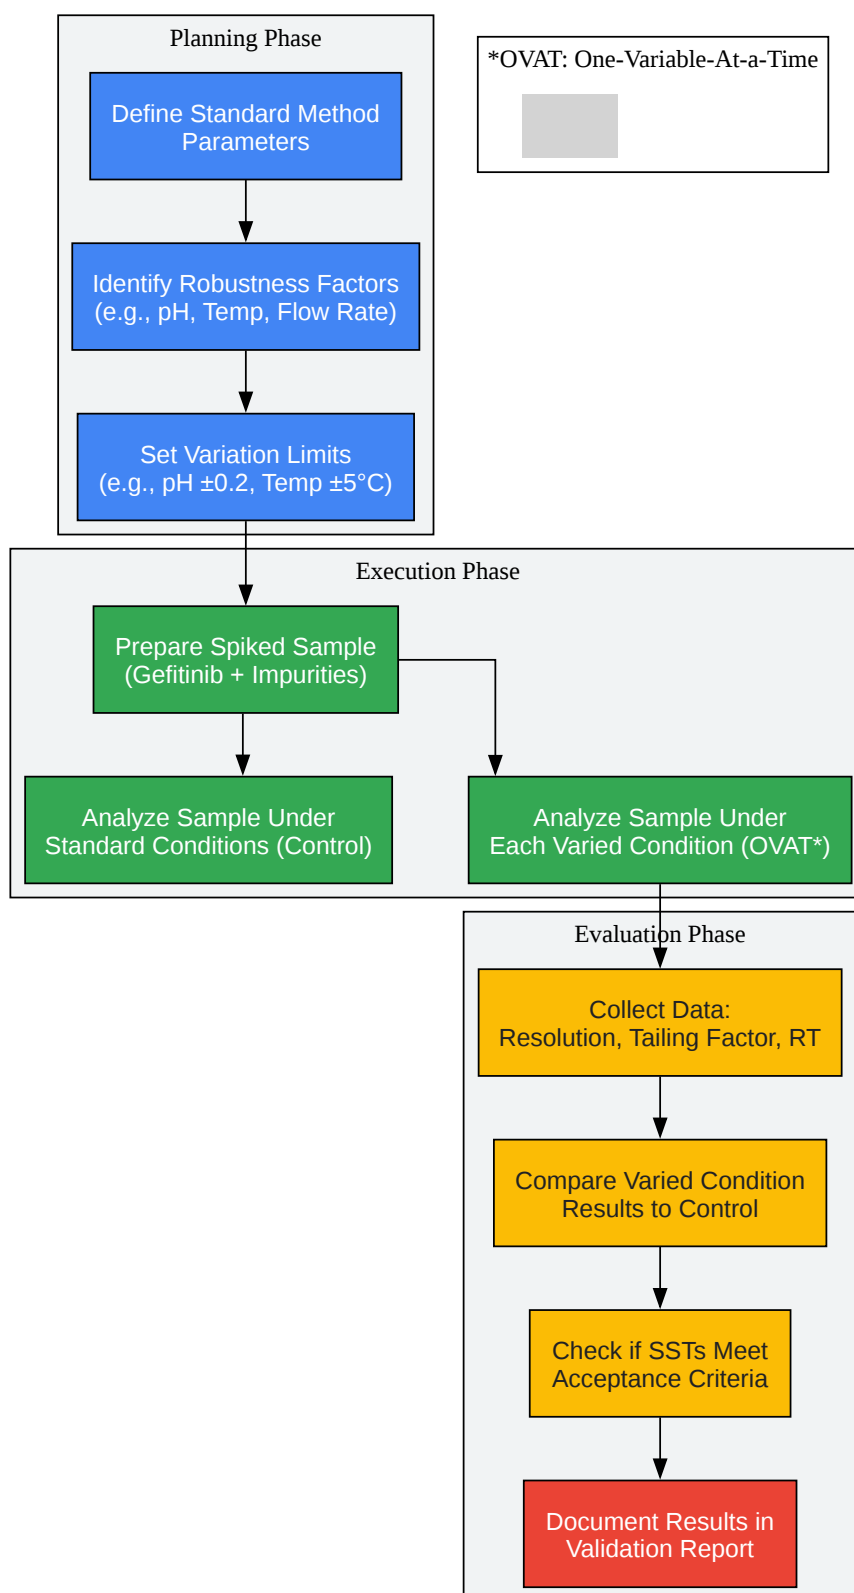 Planning Phase
*OVAT: One-Variable-At-a-Time
Define Standard Method
Parameters
Identify Robustness Factors
(e.g., pH, Temp, Flow Rate)
Set Variation Limits
(e.g., pH ±0.2, Temp ±5°C)
Execution Phase
Prepare Spiked Sample
(Gefitinib + Impurities)
Analyze Sample Under
Standard Conditions (Control)
Analyze Sample Under
Each Varied Condition (OVAT*)
Evaluation Phase
Collect Data:
Resolution, Tailing Factor, RT
Compare Varied Condition
Results to Control
Check if SSTs Meet
Acceptance Criteria
Document Results in
Validation Report